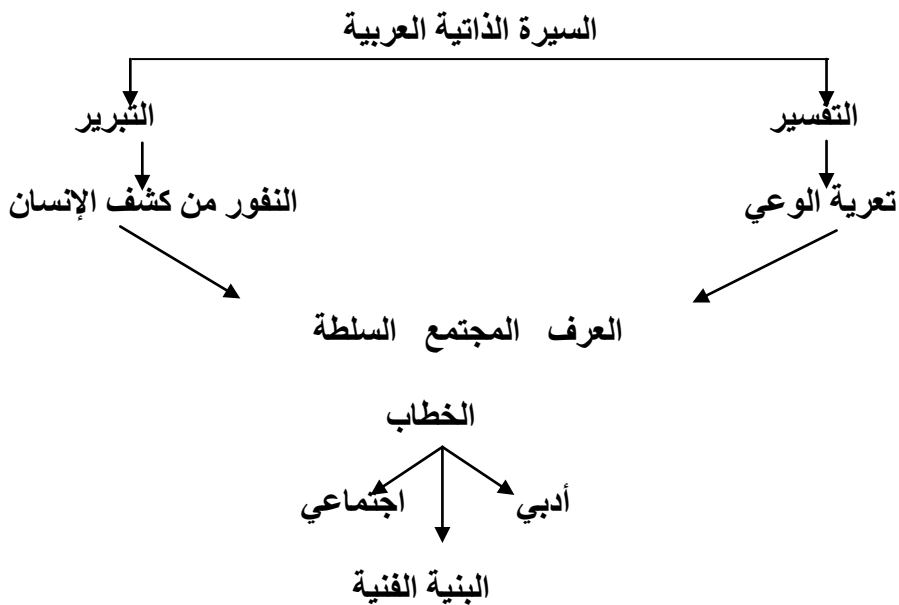 السيرة الذاتية العربية
التفسير التبرير
تعرية الوعي النفور من كشف الإنسان
العرف المجتمع السلطة
الخطاب
أدبي اجتماعي
البنية الفنية